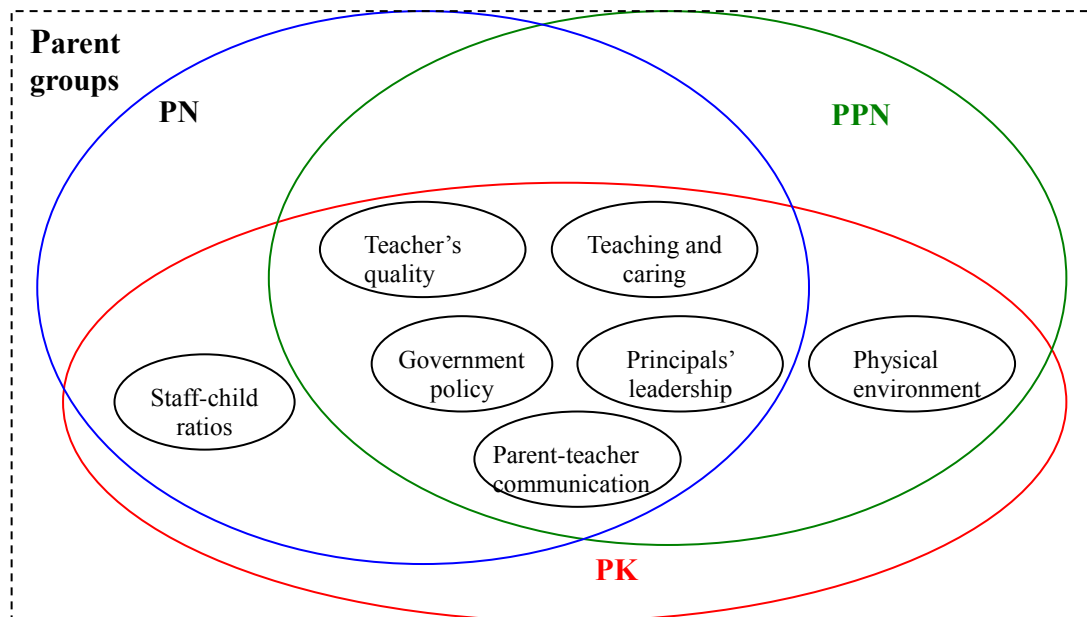 Parent
groups
PN
PPN
Teacher’s
quality
Teaching and
caring
Government
policy
Principals’
leadership
Physical
environment
Staff-child
ratios
Parent-teacher
communication
PK